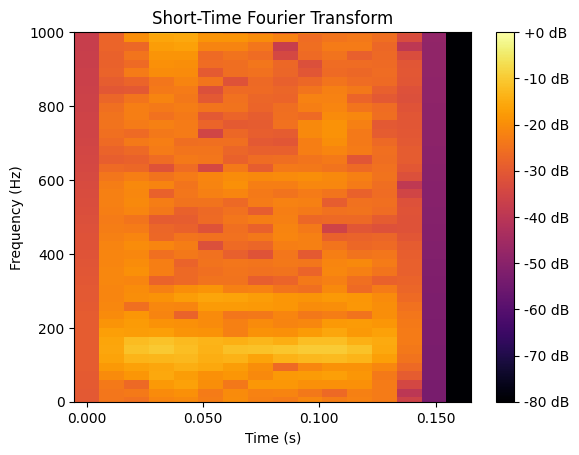 Short-Time Fourier Transform
1000
800
600
400
200
0
Frequency (Hz)
0.000
0.050
0.100
0.150
Time (s)
+0 dB
-10 dB
-20 dB
-30 dB
-40 dB
-50 dB
-60 dB
-70 dB
-80 dB